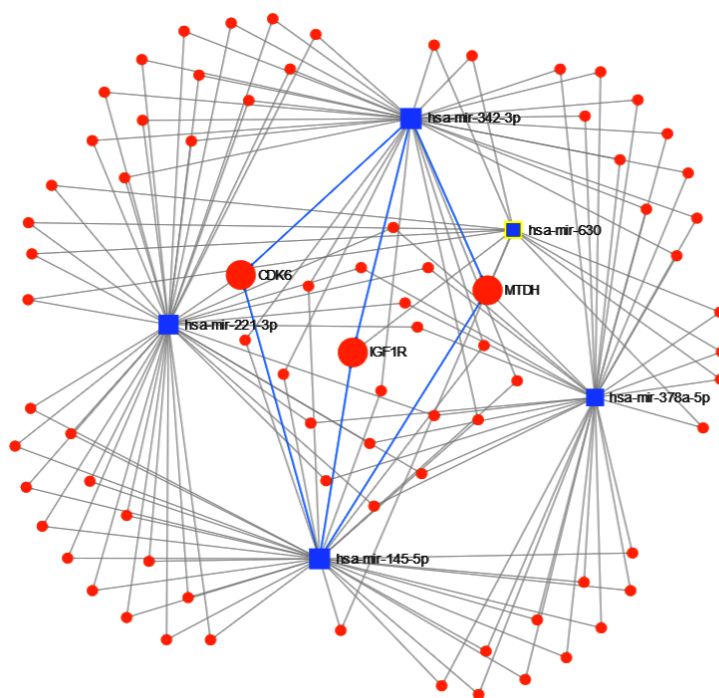 hsa-mir-342-3p
hsa-mir-630
CDK6
MTDH
hsa-mir-221-3p
IGF1R
hsa-mir-378a-5p
hsa-mir-145-5p